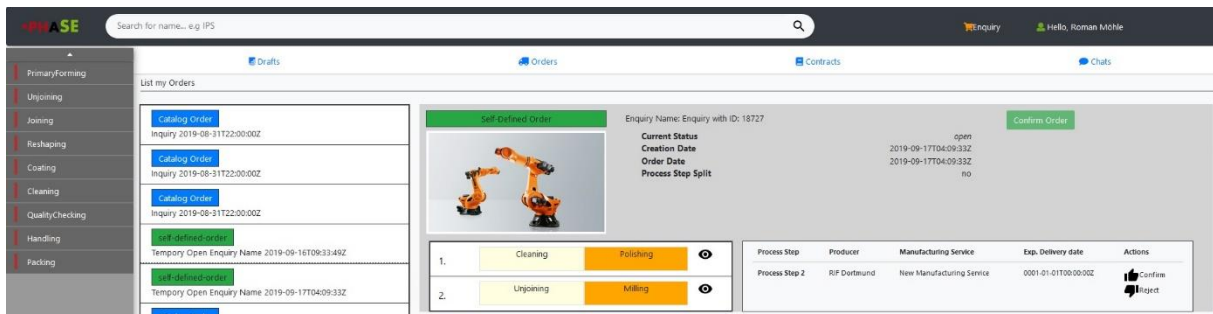 PHASE
Search for name... e.g IPS
Enquiry
Hello, Roman Möhle
PrimaryForming
Unjoining
Joining
Reshaping
Coating
Cleaning
QualityChecking
Handling
Packing
Drafts
Orders
Contracts
Chats
List my Orders
Catalog Order
Inquiry 2019-08-31T22:00:00Z
Catalog Order
Inquiry 2019-08-31T22:00:00Z
Catalog Order
Inquiry 2019-08-31T22:00:00Z
self-defined-order
Tempory Open Enquiry Name 2019-09-16T09:33:49Z
self-defined-order
Tempory Open Enquiry Name 2019-09-17T04:09:33Z
Self-Defined Order
Enquiry Name: Enquiry with ID: 18727
Current Status open
Creation Date 2019-09-17T04:09:33Z
Order Date 2019-09-17T04:09:33Z
Process Step Split no
Confirm Order
1. Cleaning Polishing
2. Unjoining Milling
Process Step Producer Manufacturing Service Exp. Delivery date Actions
Process Step 2 RIF Dortmund New Manufacturing Service 0001-01-01T00:00:00Z Confirm
Reject